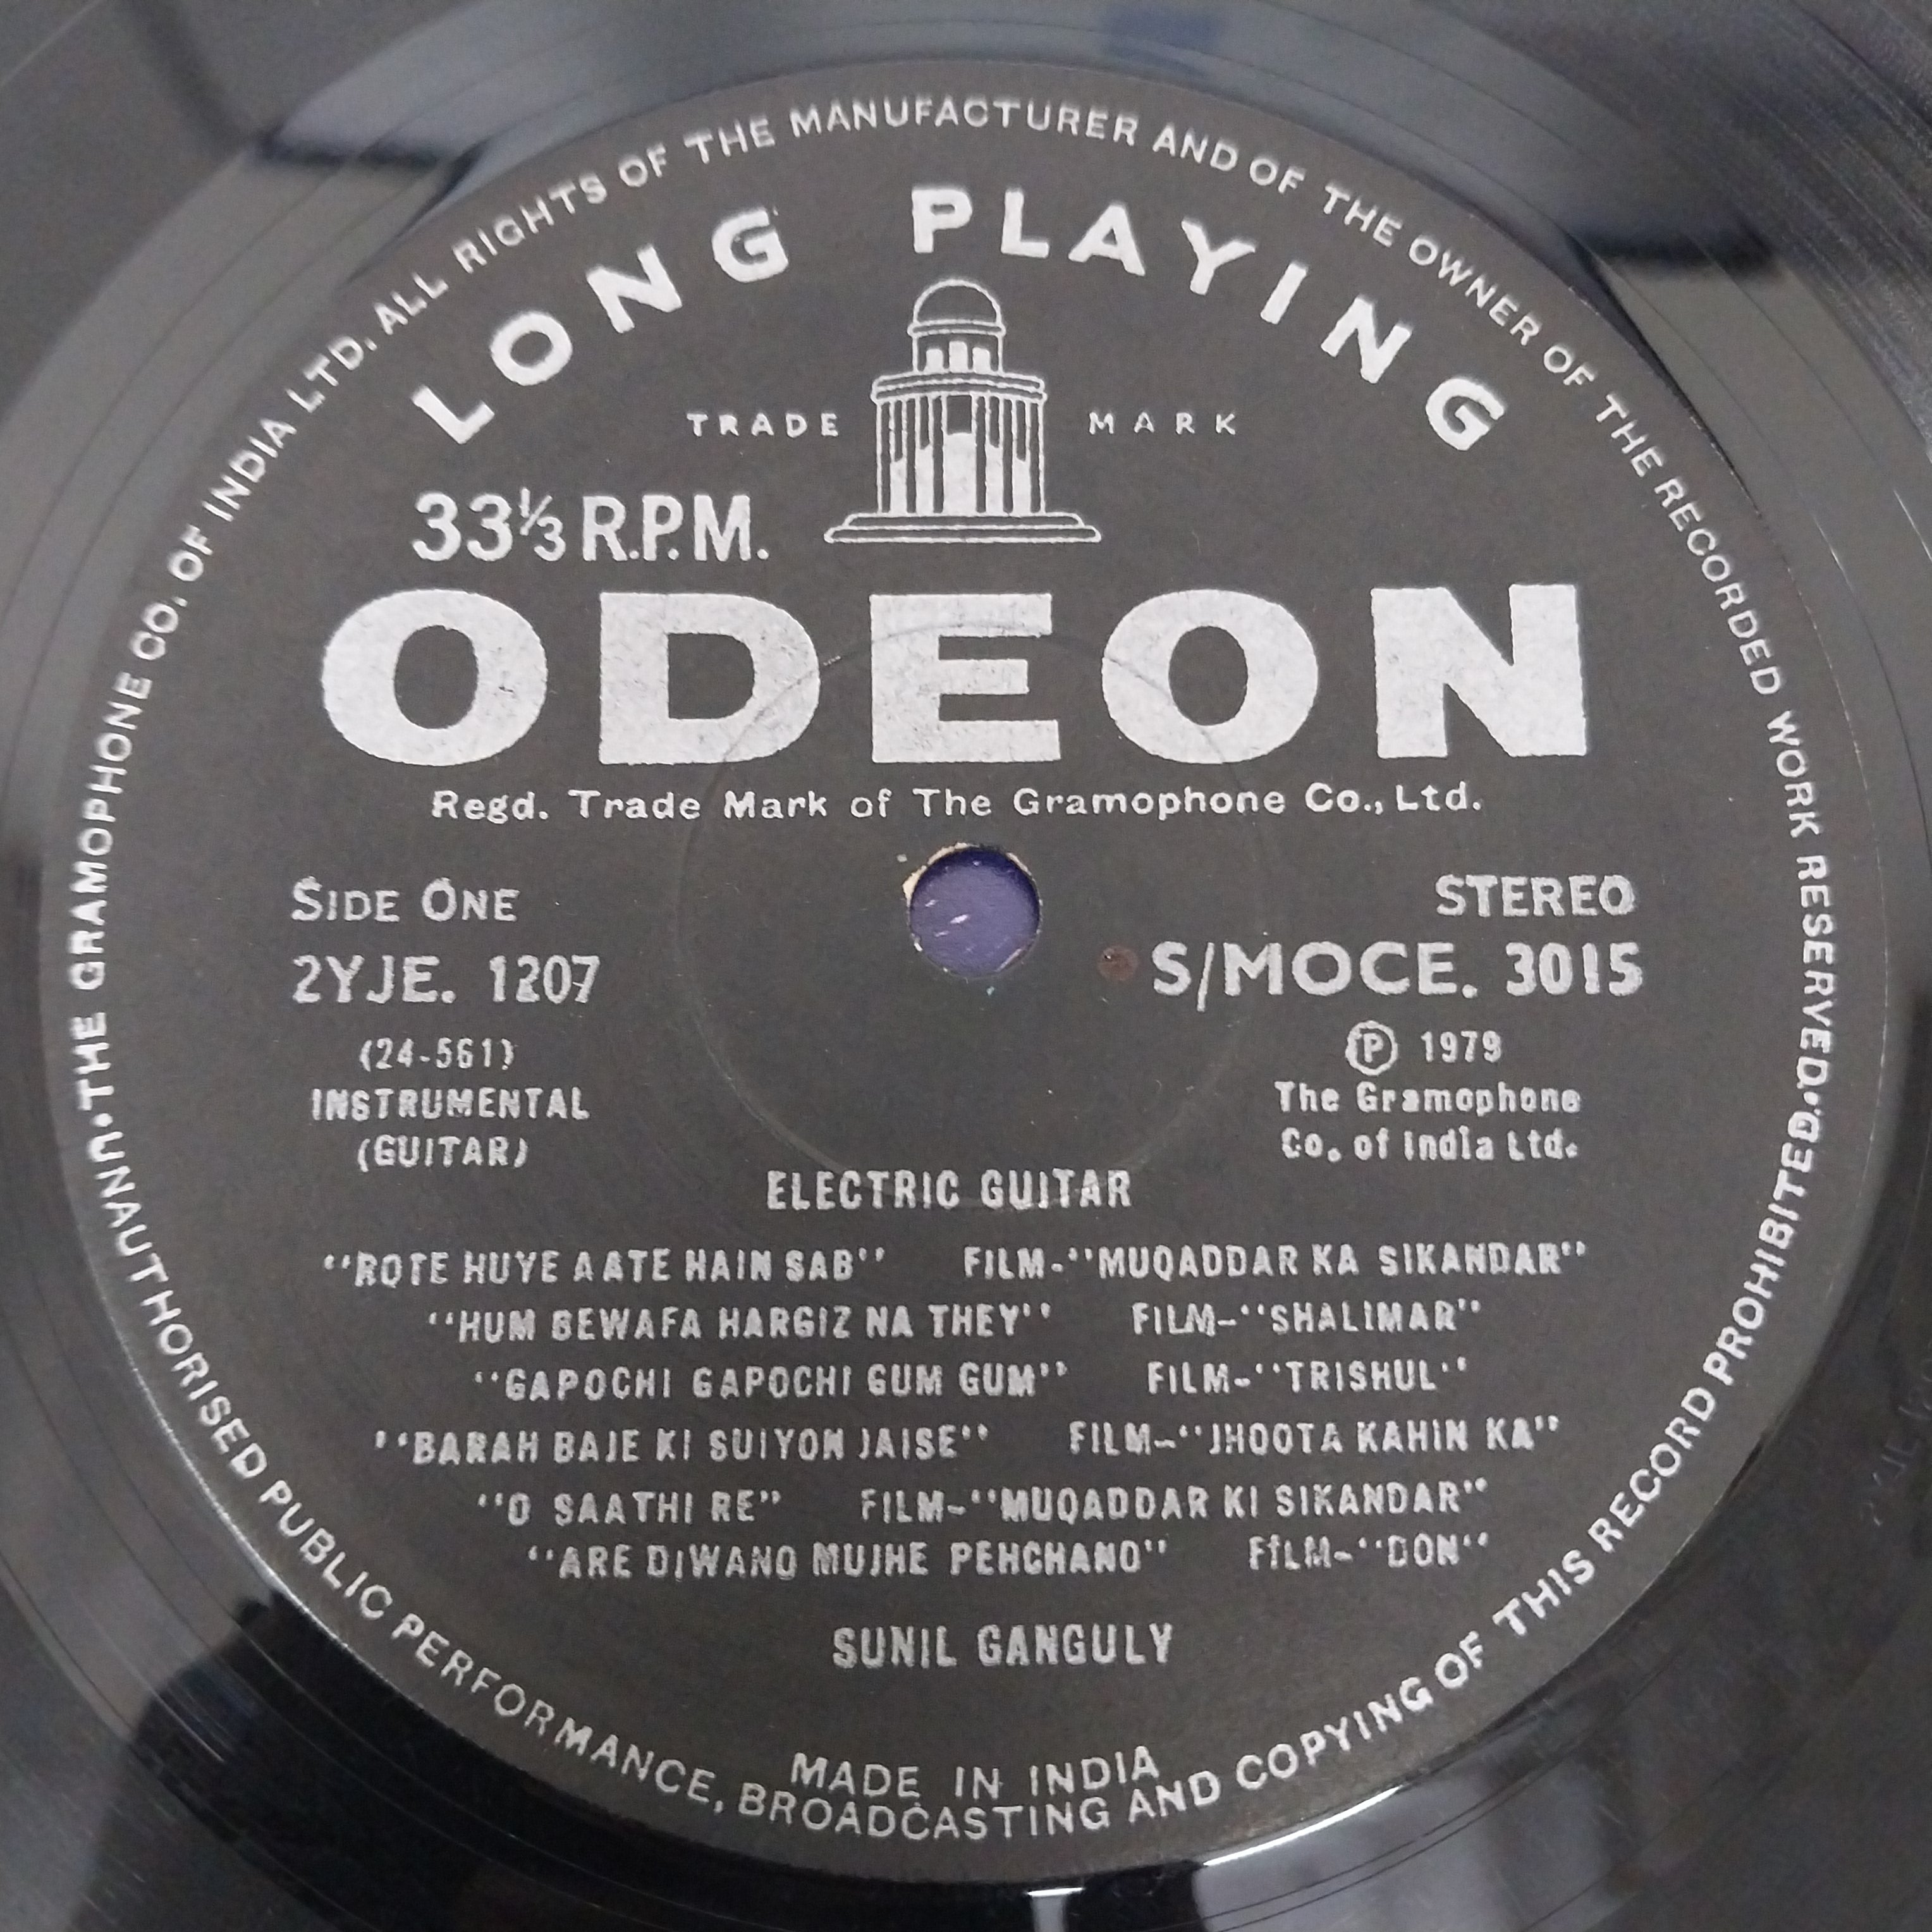 THE GRAMOPHONE CO. OF INDIA LTD. ALL RIGHTS OF THE MANUFACTURER AND OF THE OWNER OF THE RECORDED WORK RESERVED.
LONG PLAYING
TRADE MARK
33⅓ R.P.M.
ODEON
Regd. Trade Mark of The Gramophone Co., Ltd.
SIDE ONE
2YJE. 1207
(24-561)
INSTRUMENTAL
(GUITAR)
STEREO
S/MOCE. 3015
Ⓟ 1979
The Gramophone
Co. of India Ltd.
ELECTRIC GUITAR
"ROTE HUYE AATE HAIN SAB" FILM-"MUQADDAR KA SIKANDAR"
"HUM BEWAFA HARGIZ NA THEY" FILM-"SHALIMAR"
"GAPOCHI GAPOCHI GUM GUM" FILM-"TRISHUL"
"BARAH BAJE KI SUIYON JAISE" FILM-"JHOOTA KAHIN KA"
"O SAATHI RE" FILM-"MUQADDAR KI SIKANDAR"
"ARE DIWANO MUJHE PEHCHANO" FILM-"DON"
SUNIL GANGULY
MADE IN INDIA
UNNAUTHORISED PUBLIC PERFORMANCE, BROADCASTING AND COPYING OF THIS RECORD PROHIBITED.